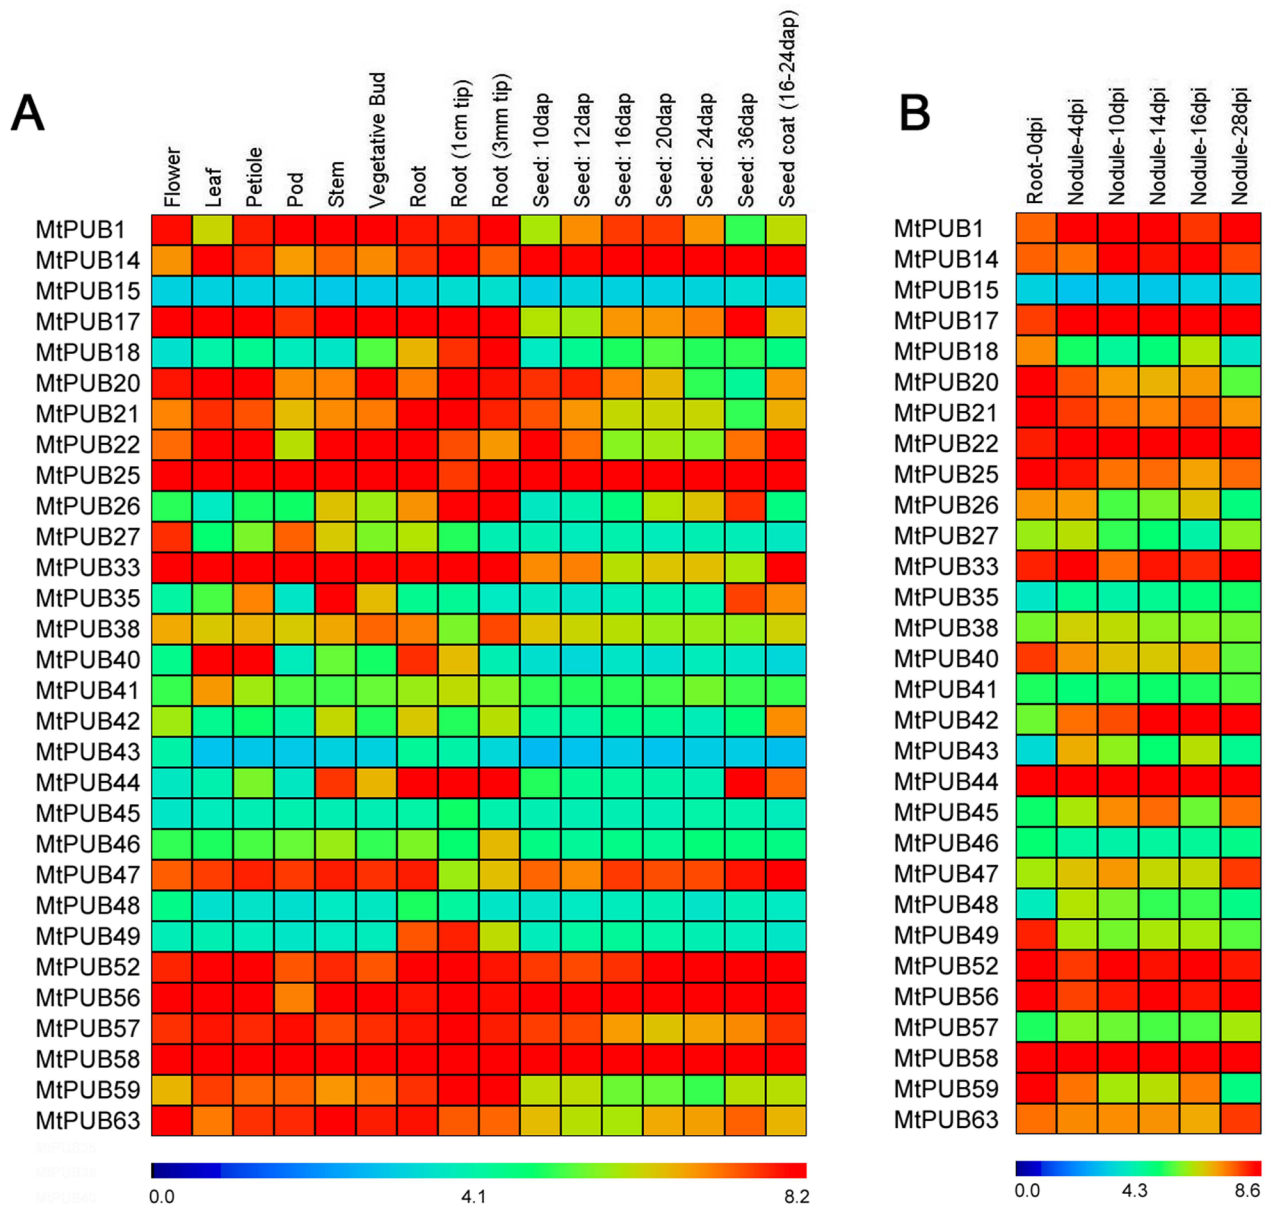 A
Flower
Leaf
Petiole
Pod
Stem
Vegetative Bud
Root
Root (1cm tip)
Root (3mm tip)
Seed: 10dap
Seed: 12dap
Seed: 16dap
Seed: 20dap
Seed: 24dap
Seed: 36dap
Seed coat (16-24dap)
MtPUB1
MtPUB14
MtPUB15
MtPUB17
MtPUB18
MtPUB20
MtPUB21
MtPUB22
MtPUB25
MtPUB26
MtPUB27
MtPUB33
MtPUB35
MtPUB38
MtPUB40
MtPUB41
MtPUB42
MtPUB43
MtPUB44
MtPUB45
MtPUB46
MtPUB47
MtPUB48
MtPUB49
MtPUB52
MtPUB56
MtPUB57
MtPUB58
MtPUB59
MtPUB63
0.0 4.1 8.2
B
Root-0dpi
Nodule-4dpi
Nodule-10dpi
Nodule-14dpi
Nodule-16dpi
Nodule-28dpi
MtPUB1
MtPUB14
MtPUB15
MtPUB17
MtPUB18
MtPUB20
MtPUB21
MtPUB22
MtPUB25
MtPUB26
MtPUB27
MtPUB33
MtPUB35
MtPUB38
MtPUB40
MtPUB41
MtPUB42
MtPUB43
MtPUB44
MtPUB45
MtPUB46
MtPUB47
MtPUB48
MtPUB49
MtPUB52
MtPUB56
MtPUB57
MtPUB58
MtPUB59
MtPUB63
0.0 4.3 8.6